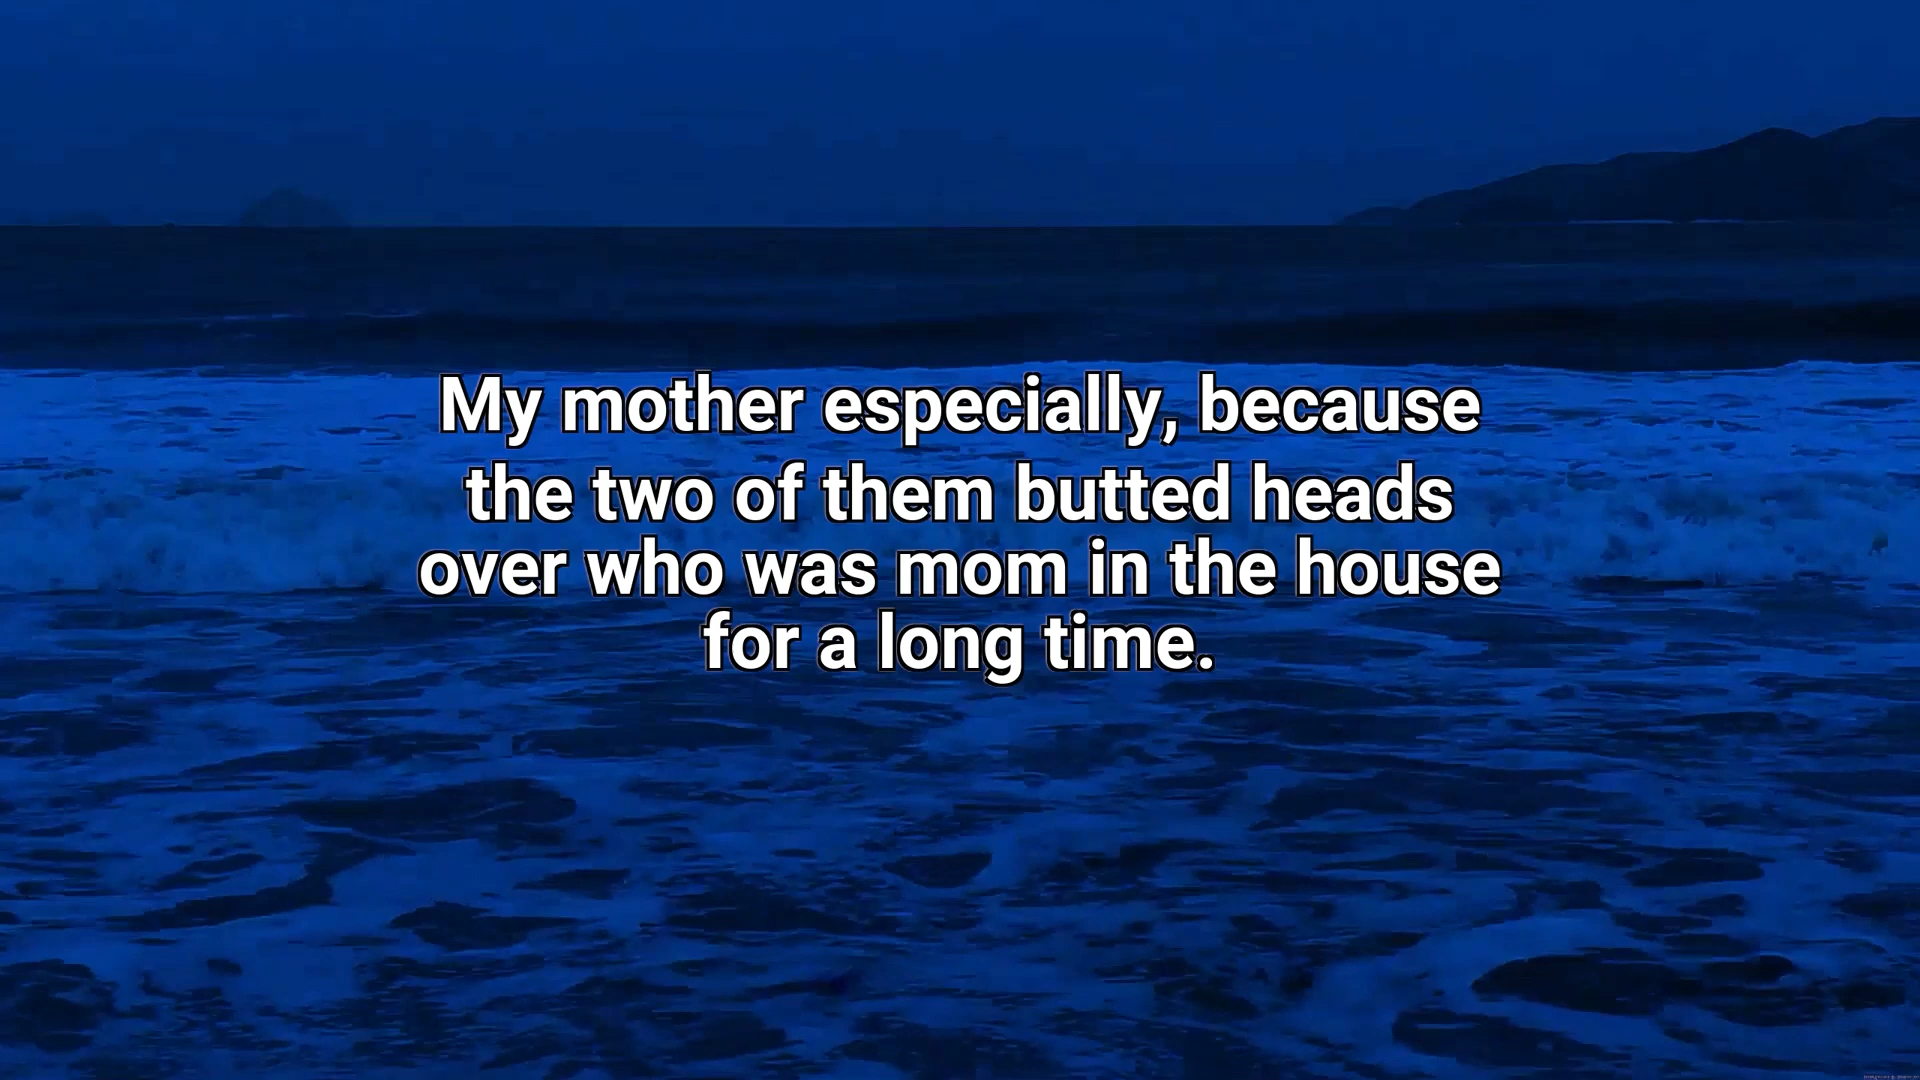 My mother especially, because
the two of them butted heads
over who was mom in the house
for a long time.